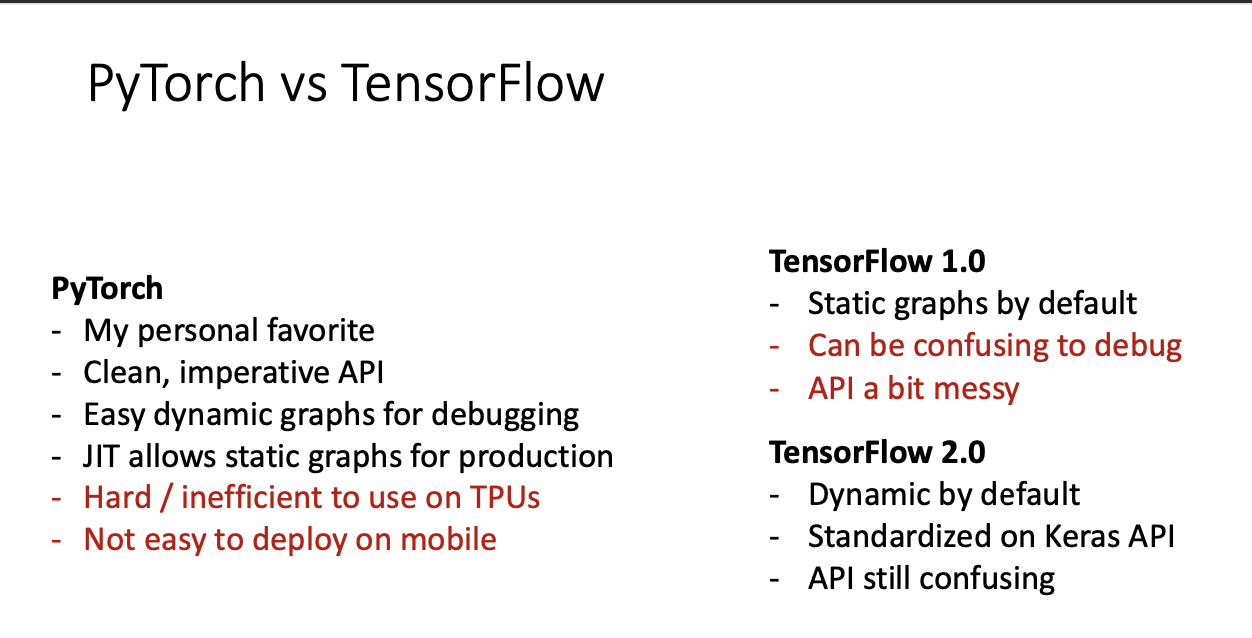 PyTorch vs TensorFlow
PyTorch
- My personal favorite
- Clean, imperative API
- Easy dynamic graphs for debugging
- JIT allows static graphs for production
- Hard / inefficient to use on TPUs
- Not easy to deploy on mobile
TensorFlow 1.0
- Static graphs by default
- Can be confusing to debug
- API a bit messy
TensorFlow 2.0
- Dynamic by default
- Standardized on Keras API
- API still confusing